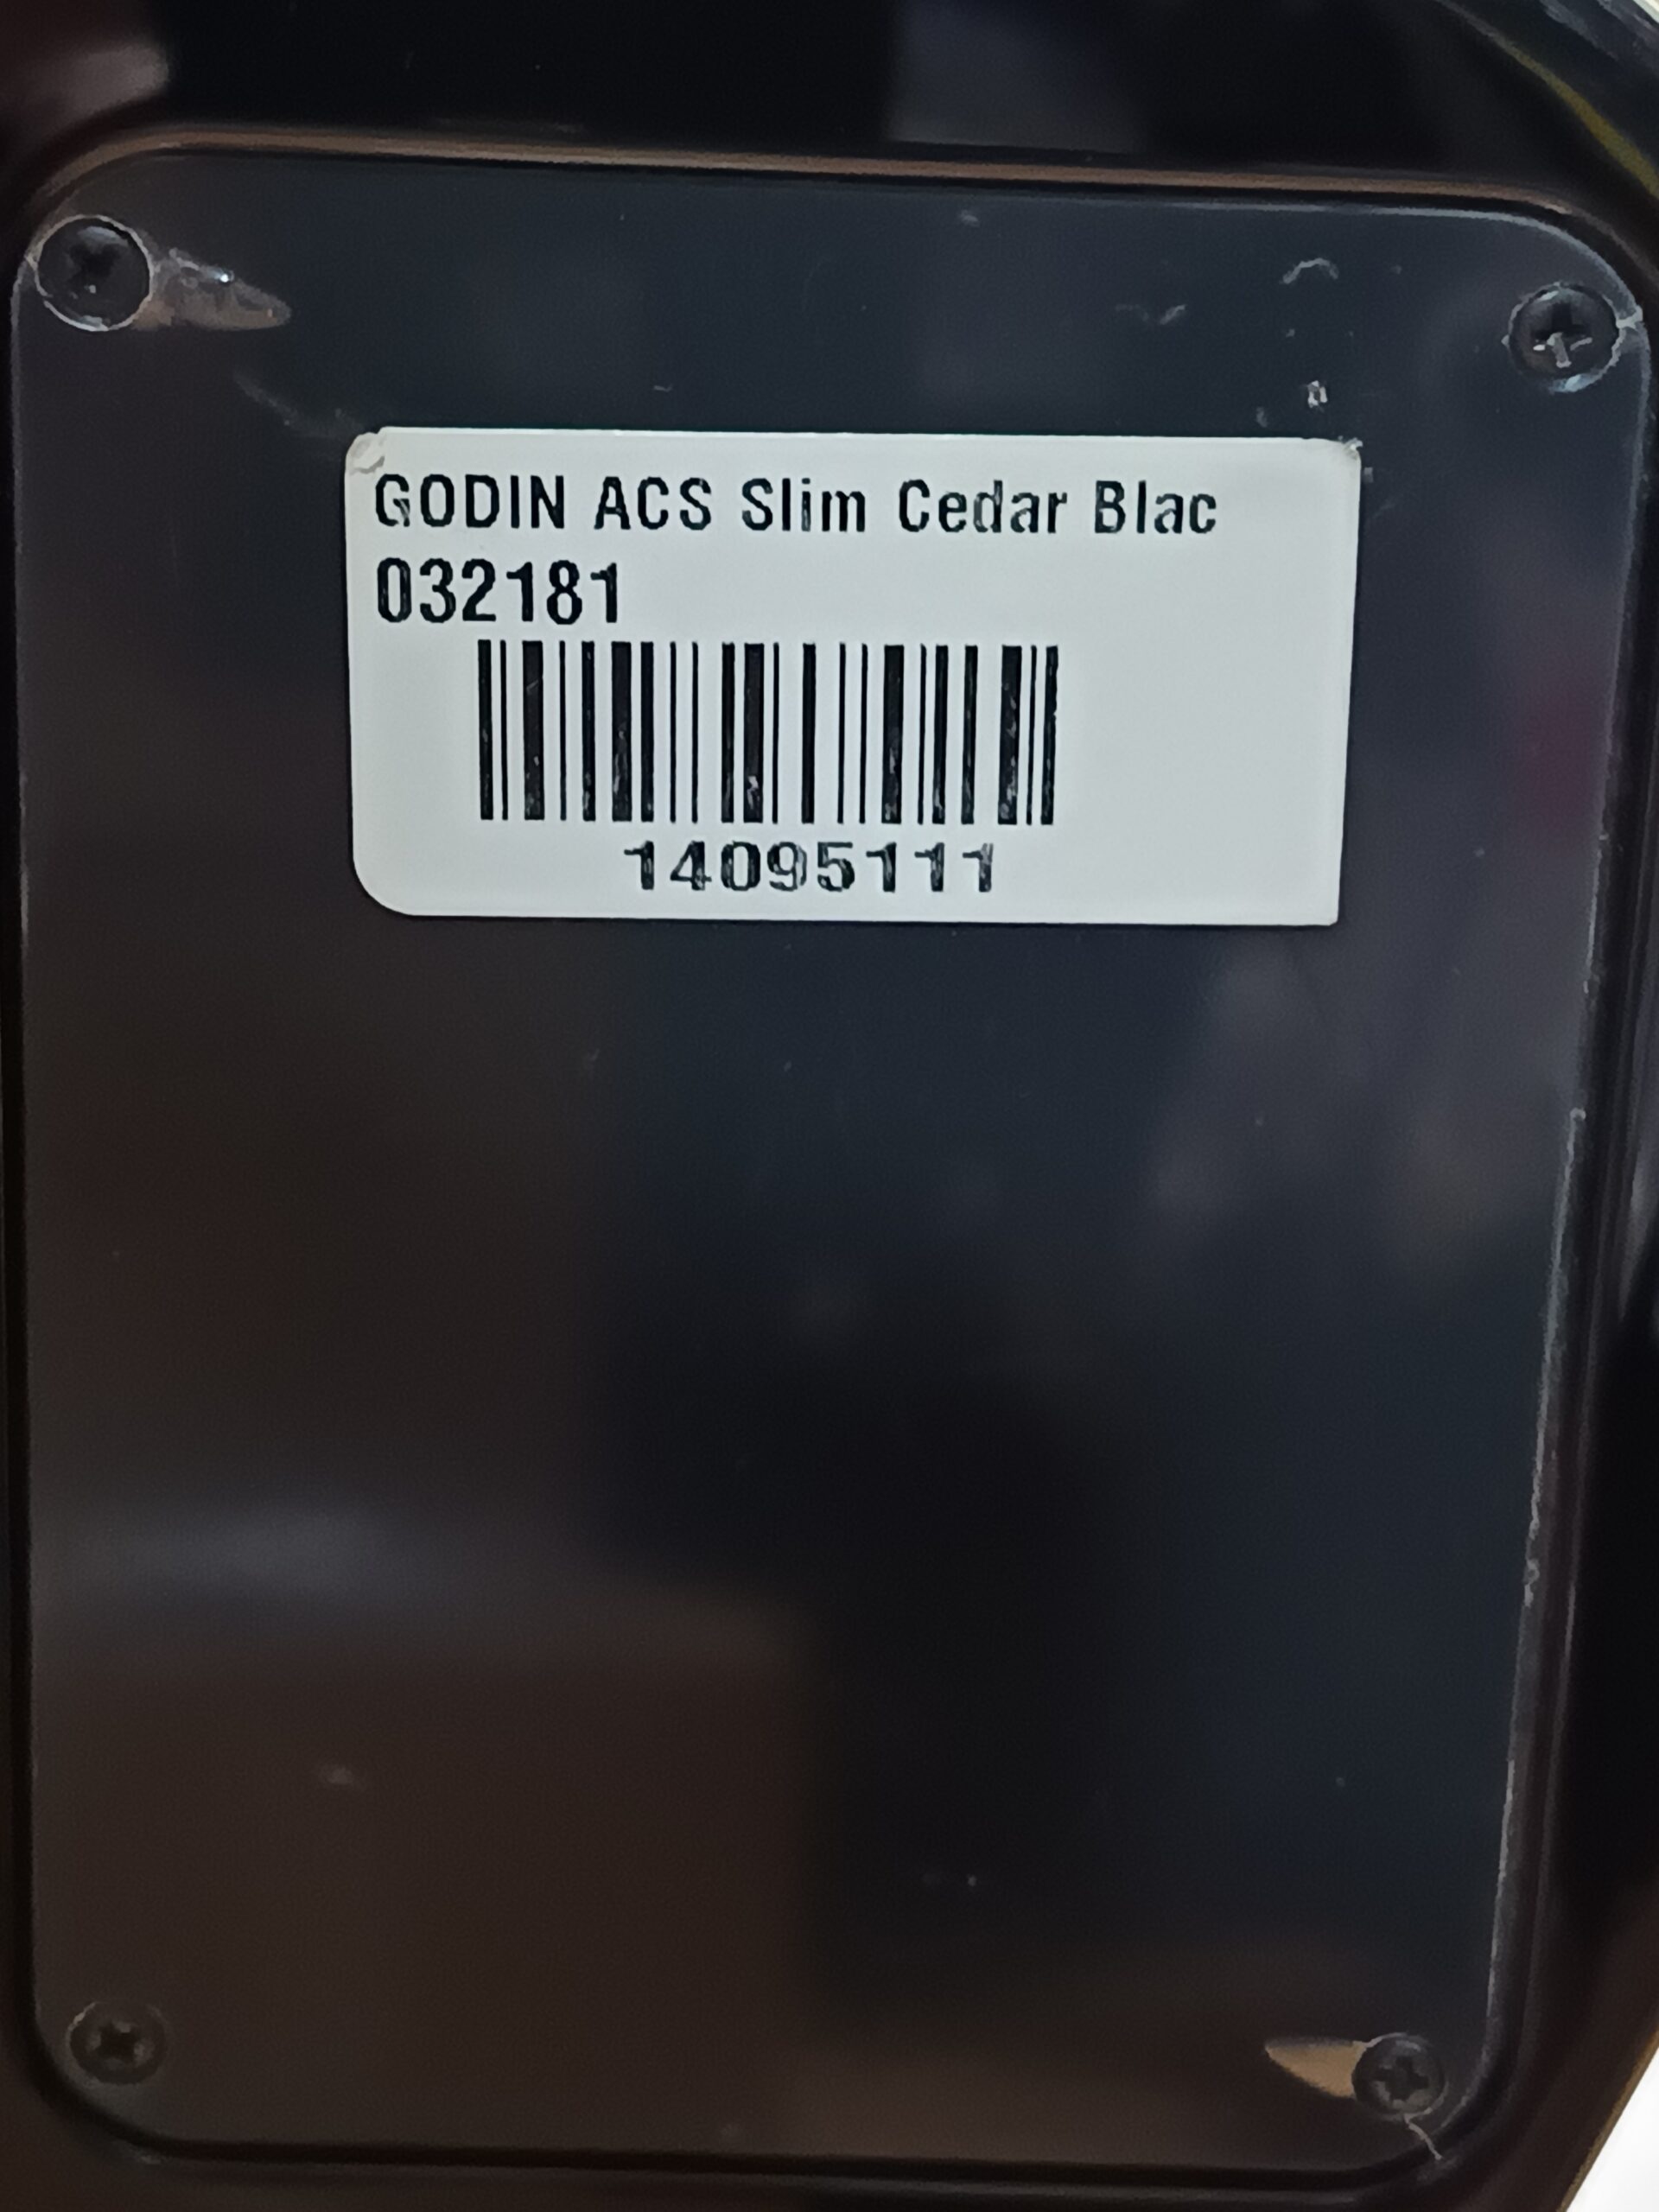 GODIN ACS Slim Cedar Blac
032181
14095111